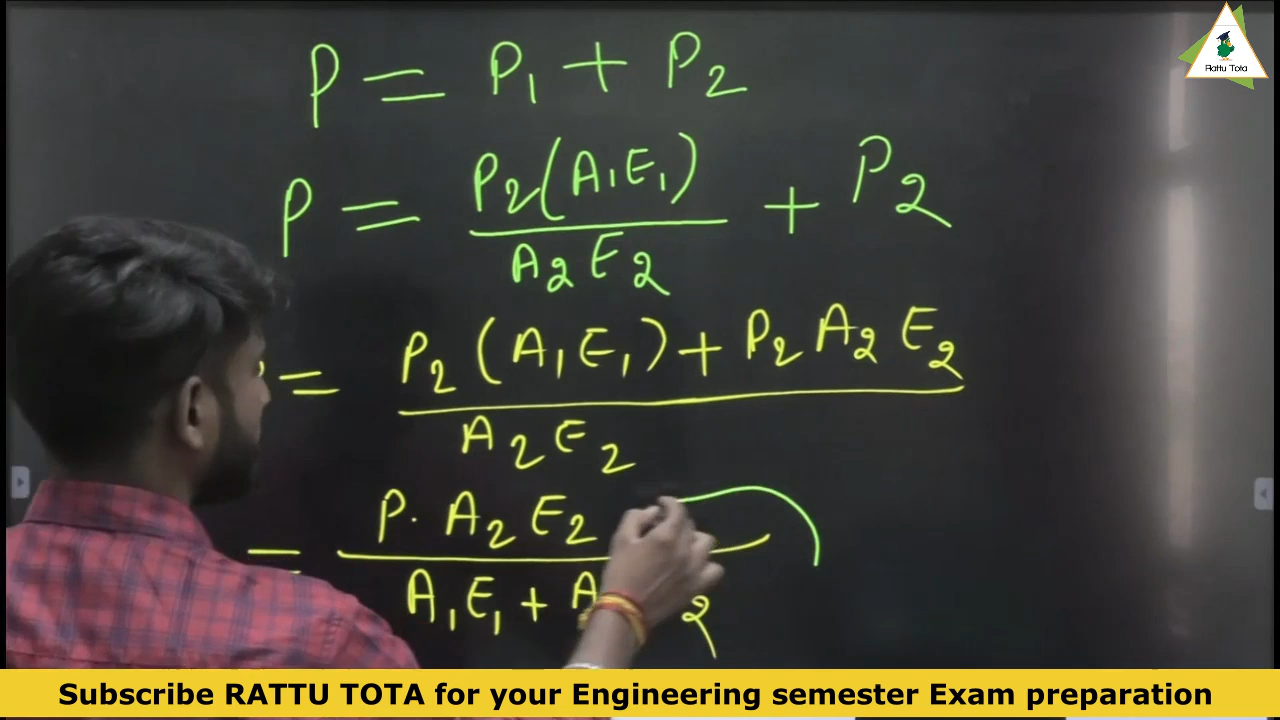 Rattu Tota
P = P₁ + P₂
P = P₂(A₁E₁) / A₂E₂ + P₂
= P₂(A₁E₁) + P₂A₂E₂ / A₂E₂
= P. A₂E₂ / A₁E₁ + A 2
Subscribe RATTU TOTA for your Engineering semester Exam preparation